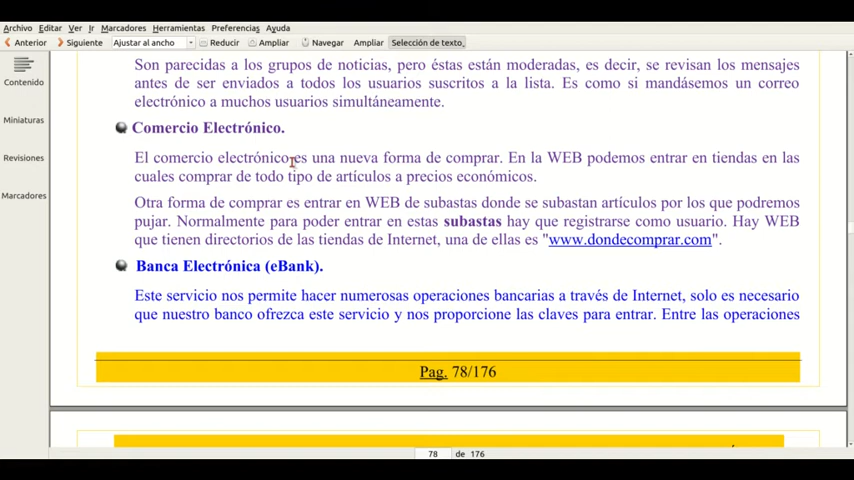 Archivo Editar Ver Ir Marcadores Herramientas Preferencias Ayuda
Anterior Siguiente Ajustar al ancho Reducir Ampliar Navegar Ampliar Selección de texto
Contenido
Miniaturas
Revisiones
Marcadores
Son parecidas a los grupos de noticias, pero éstas están moderadas, es decir, se revisan los mensajes
antes de ser enviados a todos los usuarios suscritos a la lista. Es como si mandásemos un correo
electrónico a muchos usuarios simultáneamente.
Comercio Electrónico.
El comercio electrónico es una nueva forma de comprar. En la WEB podemos entrar en tiendas en las
cuales comprar de todo tipo de artículos a precios económicos.
Otra forma de comprar es entrar en WEB de subastas donde se subastan artículos por los que podremos
pujar. Normalmente para poder entrar en estas subastas hay que registrarse como usuario. Hay WEB
que tienen directorios de las tiendas de Internet, una de ellas es "www.dondecomprar.com".
Banca Electrónica (eBank).
Este servicio nos permite hacer numerosas operaciones bancarias a través de Internet, solo es necesario
que nuestro banco ofrezca este servicio y nos proporcione las claves para entrar. Entre las operaciones
Pag. 78/176
78 de 176